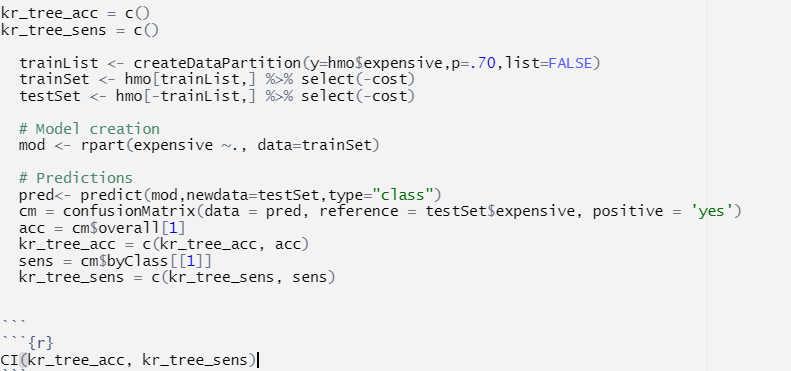 kr_tree_acc = c()
kr_tree_sens = c()
trainList <- createDataPartition(y=hmo$expensive,p=.70,list=FALSE)
trainSet <- hmo[trainList,] %>% select(-cost)
testSet <- hmo[-trainList,] %>% select(-cost)
# Model creation
mod <- rpart(expensive ~., data=trainSet)
# Predictions
pred<- predict(mod,newdata=testSet,type="class")
cm = confusionMatrix(data = pred, reference = testSet$expensive, positive = 'yes')
acc = cm$overall[1]
kr_tree_acc = c(kr_tree_acc, acc)
sens = cm$byClass[[1]]
kr_tree_sens = c(kr_tree_sens, sens)
```
```{r}
CI(kr_tree_acc, kr_tree_sens)
```